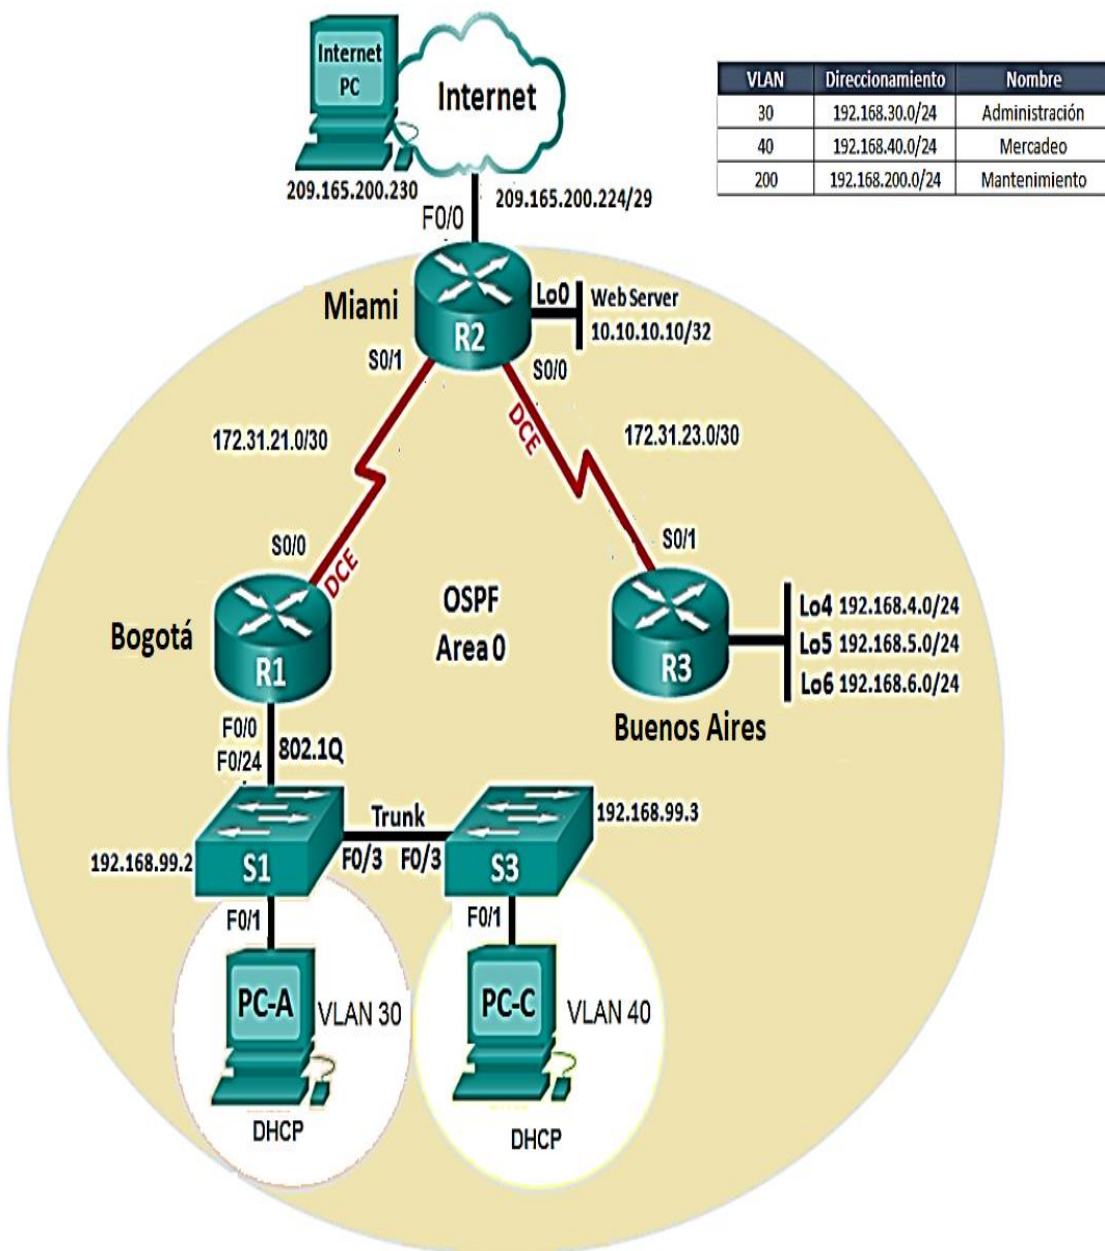 Internet
PC
Internet
VLAN Direccionamiento Nombre
30 192.168.30.0/24 Administración
40 192.168.40.0/24 Mercadeo
200 192.168.200.0/24 Mantenimiento
209.165.200.230
209.165.200.224/29
F0/0
Miami
R2
Lo0
Web Server
10.10.10.10/32
S0/1
S0/0
DCE
172.31.21.0/30
172.31.23.0/30
S0/0
DCE
S0/1
OSPF
Area 0
Bogotá
R1
R3
Lo4 192.168.4.0/24
Lo5 192.168.5.0/24
Lo6 192.168.6.0/24
Buenos Aires
F0/0
F0/24
802.1Q
Trunk
192.168.99.3
192.168.99.2
S1
F0/3
F0/3
S3
F0/1
F0/1
PC-A
VLAN 30
PC-C
VLAN 40
DHCP
DHCP